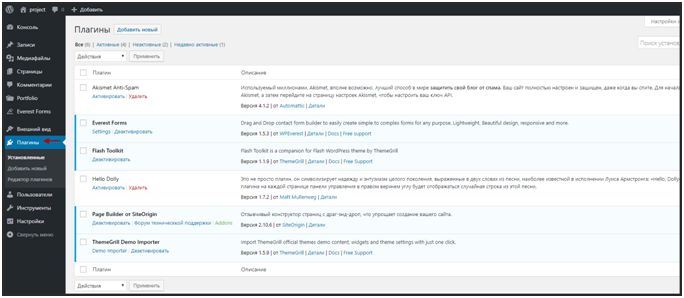 project 0 + Добавить
Настройки э
Консоль
Записи
Медиафайлы
Страницы
Комментарии
Portfolio
Everest Forms
Внешний вид
Плагины
Установленные
Добавить новый
Редактор плагинов
Пользователи
Инструменты
Настройки
Свернуть меню
Плагины Добавить новый
Все (6) | Активные (4) | Неактивные (2) | Недавно активные (1)
Поиск устано
Действия Применить
Плагин Описание
Akismet Anti-Spam
Активировать | Удалить
Используемый миллионами, Akismet, вполне возможно, лучший способ в мире защитить свой блог от спама. Ваш сайт полностью настроен и защищен, даже когда вы спите. Для начала
Akismet, а затем перейдите на страницу настроек Akismet, чтобы настроить ваш ключ API.
Версия 4.1.2 | от Automattic | Детали
Everest Forms
Settings | Деактивировать
Drag and Drop contact form builder to easily create simple to complex forms for any purpose. Lightweight, Beautiful design, responsive and more.
Версия 1.5.3 | от WPEverest | Детали | Docs | Free support
Flash Toolkit
Деактивировать
Flash Toolkit is a companion for Flash WordPress theme by ThemeGrill
Версия 1.1.9 | от ThemeGrill | Детали
Hello Dolly
Активировать | Удалить
Это не просто плагин, он символизирует надежду и энтузиазм целого поколения, выраженные в двух словах из песни, наиболее известной в исполнении Луиса Армстронга: «Hello, Dolly
плагина на каждой странице панели управления в правом верхнем углу будет отображаться случайная строка из этой песни.
Версия 1.7.2 | от Matt Mullenweg | Детали
Page Builder от SiteOrigin
Деактивировать | Форум технической поддержки | Addons
Отзывчивый конструктор страниц с драг-энд-дроп, что упрощает создание вашего сайта.
Версия 2.10.6 | от SiteOrigin | Детали
ThemeGrill Demo Importer
Demo Importer | Деактивировать
Import ThemeGrill official themes demo content, widgets and theme settings with just one click.
Версия 1.5.9 | от ThemeGrill | Детали | Docs | Free Support
Плагин Описание
Действия Применить